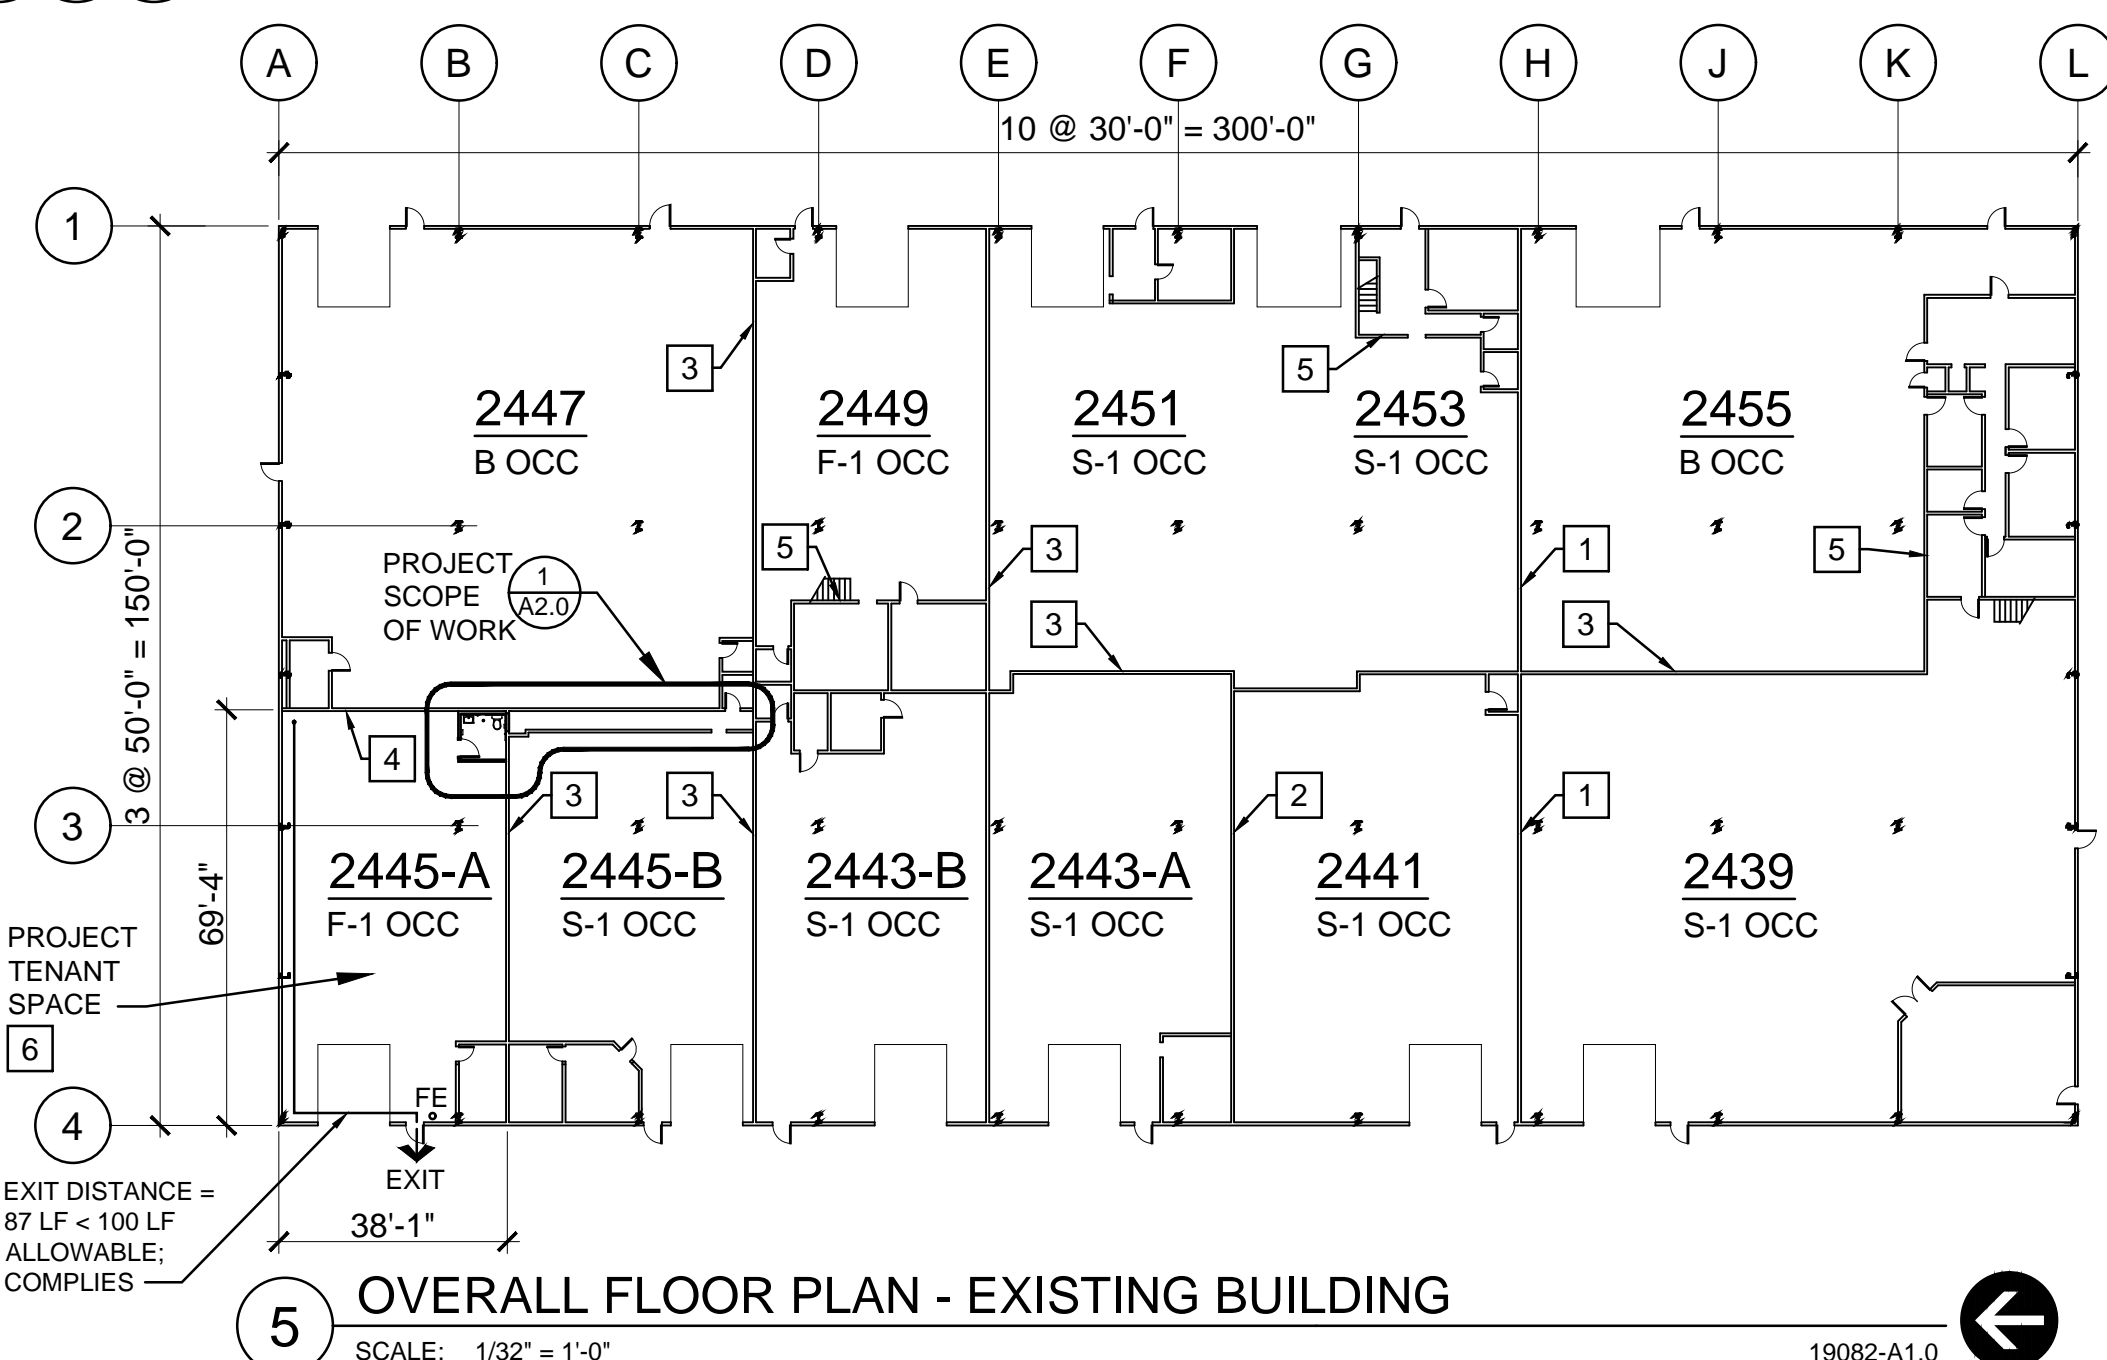 A B C D E F G H J K L
10 @ 30'-0" = 300'-0"
1
3
5
2447
B OCC
2449
F-1 OCC
2451
S-1 OCC
2453
S-1 OCC
2455
B OCC
2
3 @ 50'-0" = 150'-0"
PROJECT
SCOPE
OF WORK
1
A2.0
5
3
1
5
3
3
4
3
3
2
1
3
69'-4"
2445-A
F-1 OCC
2445-B
S-1 OCC
2443-B
S-1 OCC
2443-A
S-1 OCC
2441
S-1 OCC
2439
S-1 OCC
PROJECT
TENANT
SPACE
6
4
FE
EXIT
EXIT DISTANCE =
87 LF < 100 LF
ALLOWABLE;
COMPLIES
38'-1"
5
OVERALL FLOOR PLAN - EXISTING BUILDING
SCALE: 1/32" = 1'-0"
19082-A1.0